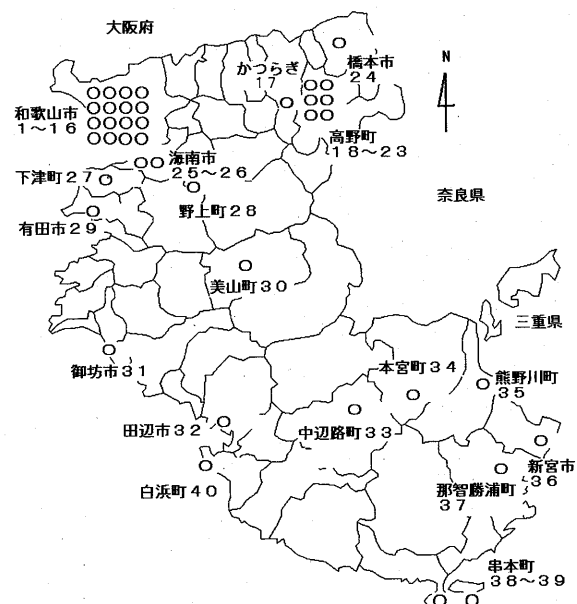 大阪府
かつらぎ
17
橋本市
24
N
和歌山市
1～16
高野町
18～23
海南市
25～26
下津町27
野上町28
奈良県
有田市29
美山町30
三重県
御坊市31
本宮町34
熊野川町
35
田辺市32
中辺路町33
新宮市
36
白浜町40
那智勝浦町
37
串本町
38～39